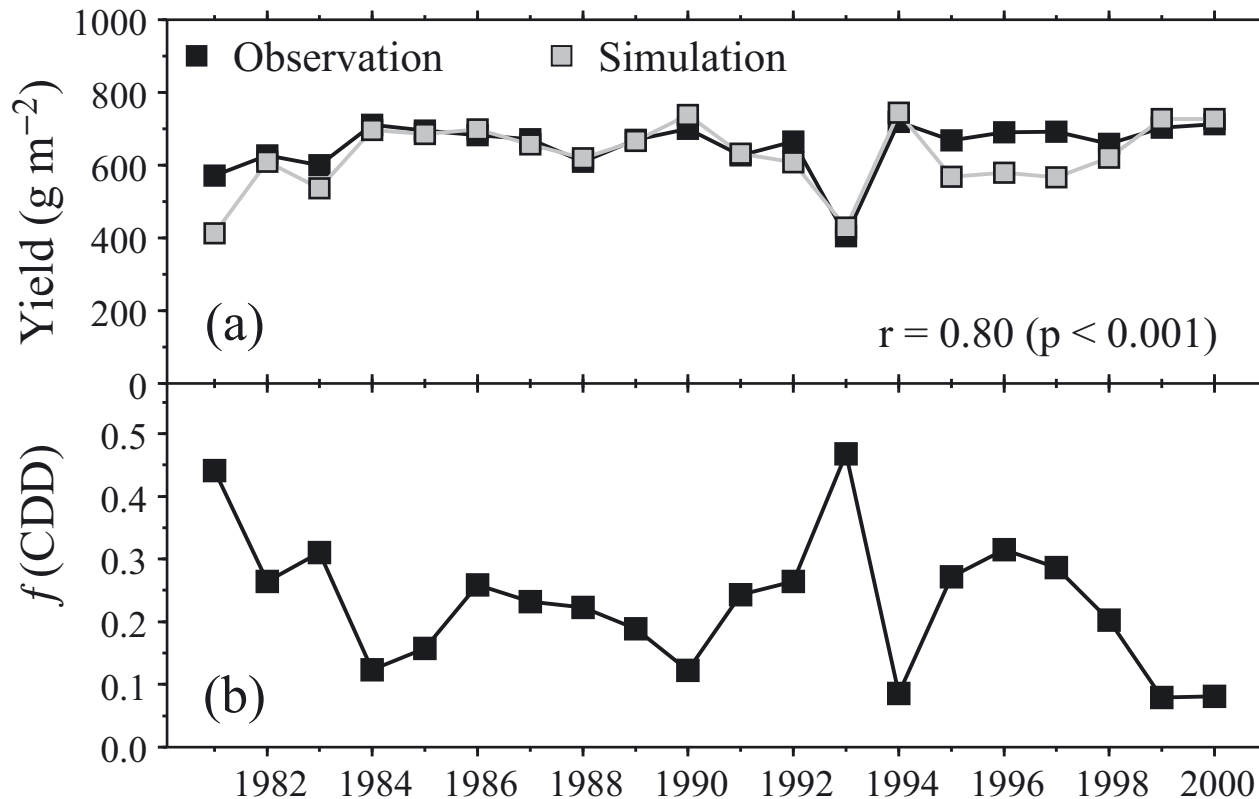 1000
800
600
400
200
0
Yield (g m⁻²)
Observation
Simulation
(a)
r = 0.80 (p < 0.001)
0.5
0.4
0.3
0.2
0.1
0.0
f (CDD)
(b)
1982 1984 1986 1988 1990 1992 1994 1996 1998 2000